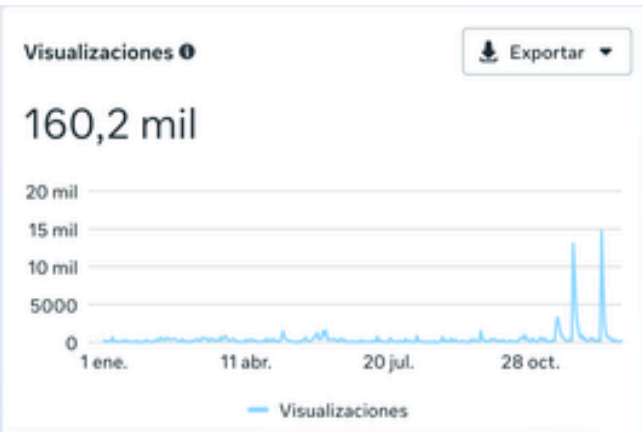 Visualizaciones
Exportar
160,2 mil
20 mil
15 mil
10 mil
5000
0
1 ene. 11 abr. 20 jul. 28 oct.
Visualizaciones